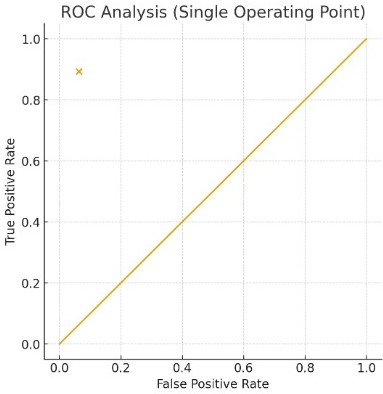 ROC Analysis (Single Operating Point)
1.0
0.8
0.6
0.4
0.2
0.0
True Positive Rate
0.0 0.2 0.4 0.6 0.8 1.0
False Positive Rate